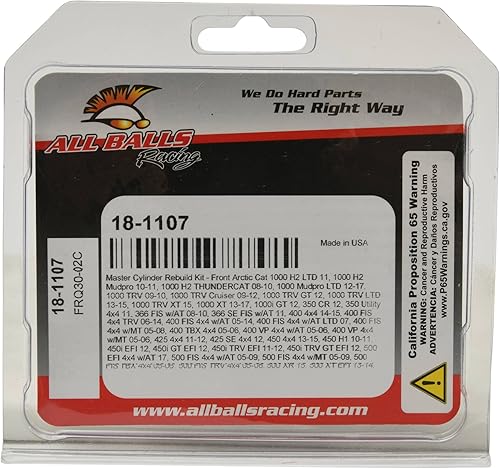 We Do Hard Parts
The Right Way
ALL BALLS
Racing
18-1107
Made in USA
Master Cylinder Rebuild Kit - Front Arctic Cat 1000 H2 LTD 11, 1000 H2
Mudpro 10-11, 1000 H2 THUNDERCAT 08-10, 1000 Mudpro LTD 12-17,
1000 TRV 09-10, 1000 TRV Cruiser 09-12, 1000 TRV GT 12, 1000 TRV LTD
13-15, 1000 TRV XT 15, 1000 XT 13-17, 1000i GT 12, 350 CR 12, 350 Utility
4x4 11, 366 FIS w/AT 08-10, 366 SE FIS w/AT 11, 400 4x4 14-15, 400 FIS
4x4 TRV 06-14, 400 FIS 4x4 w/AT 05-14, 400 FIS 4x4 w/AT LTD 07, 400 FIS
4x4 w/MT 05-08, 400 TBX 4x4 05-06, 400 VP 4x4 w/AT 05-06, 400 VP 4x4
w/MT 05-06, 425 4x4 11-12, 425 SE 4x4 12, 450 4x4 13-15, 450 H1 10-11,
450i EFI 12, 450i GT EFI 12, 450i TRV EFI 11-12, 450i TRV GT EFI 12, 500
EFI 4x4 w/AT 17, 500 FIS 4x4 w/AT 05-09, 500 FIS 4x4 w/MT 05-09, 500
18-1107
FRQ30-02C
California Proposition 65 Warning
WARNING: Cancer and Reproductive Harm
ADVERTENCIA: Cáncer y Daños Reproductivos
www.P65Warnings.ca.gov
www.allballsracing.com